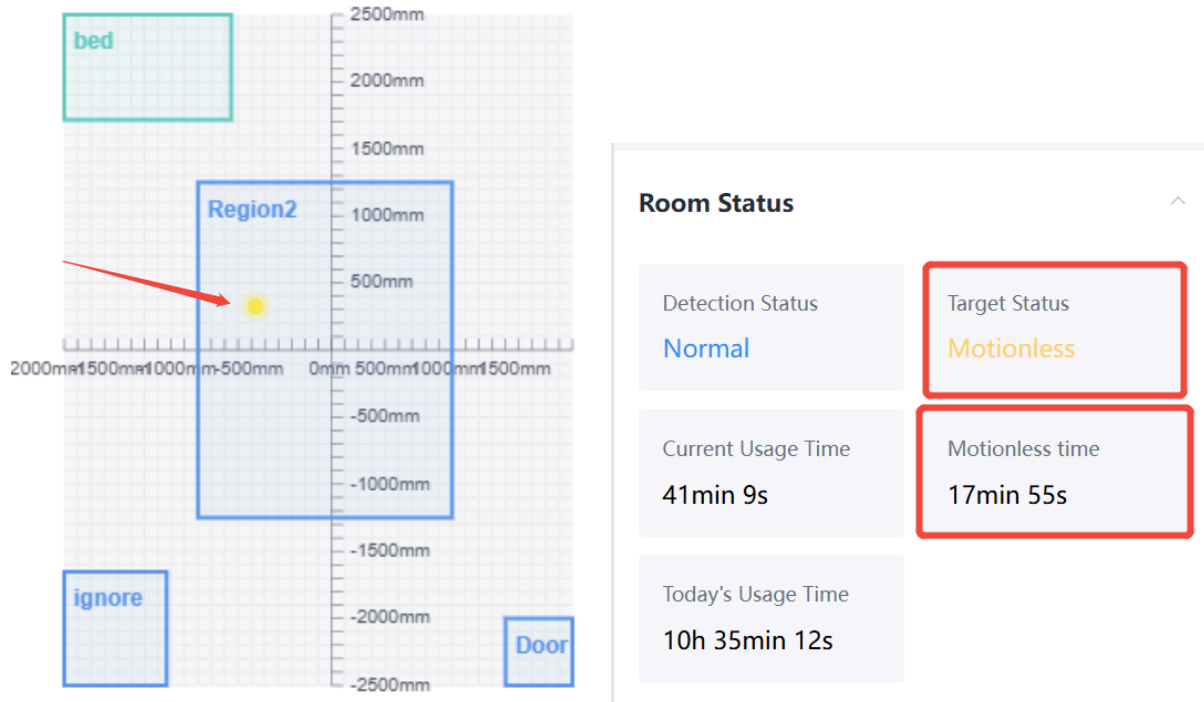 2500mm
bed
2000mm
1500mm
Region2
1000mm
500mm
2000mm
-1500mm
-1000mm
-500mm
0mm
500mm
1000mm
1500mm
-500mm
-1000mm
-1500mm
ignore
-2000mm
Door
-2500mm
Room Status
Detection Status
Normal
Target Status
Motionless
Current Usage Time
41min 9s
Motionless time
17min 55s
Today's Usage Time
10h 35min 12s